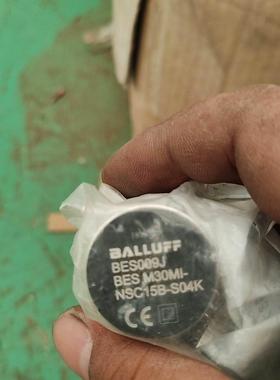 BALLUFF
BES009J
BES M30MI-
NSC15B-S04K
CE